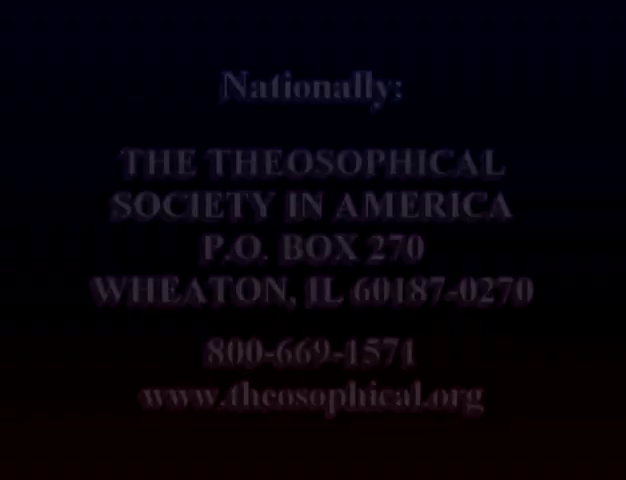 Nationally:
THE THEOSOPHICAL
SOCIETY IN AMERICA
P.O. BOX 270
WHEATON, IL 60187-0270
800-669-1571
www.theosophical.org